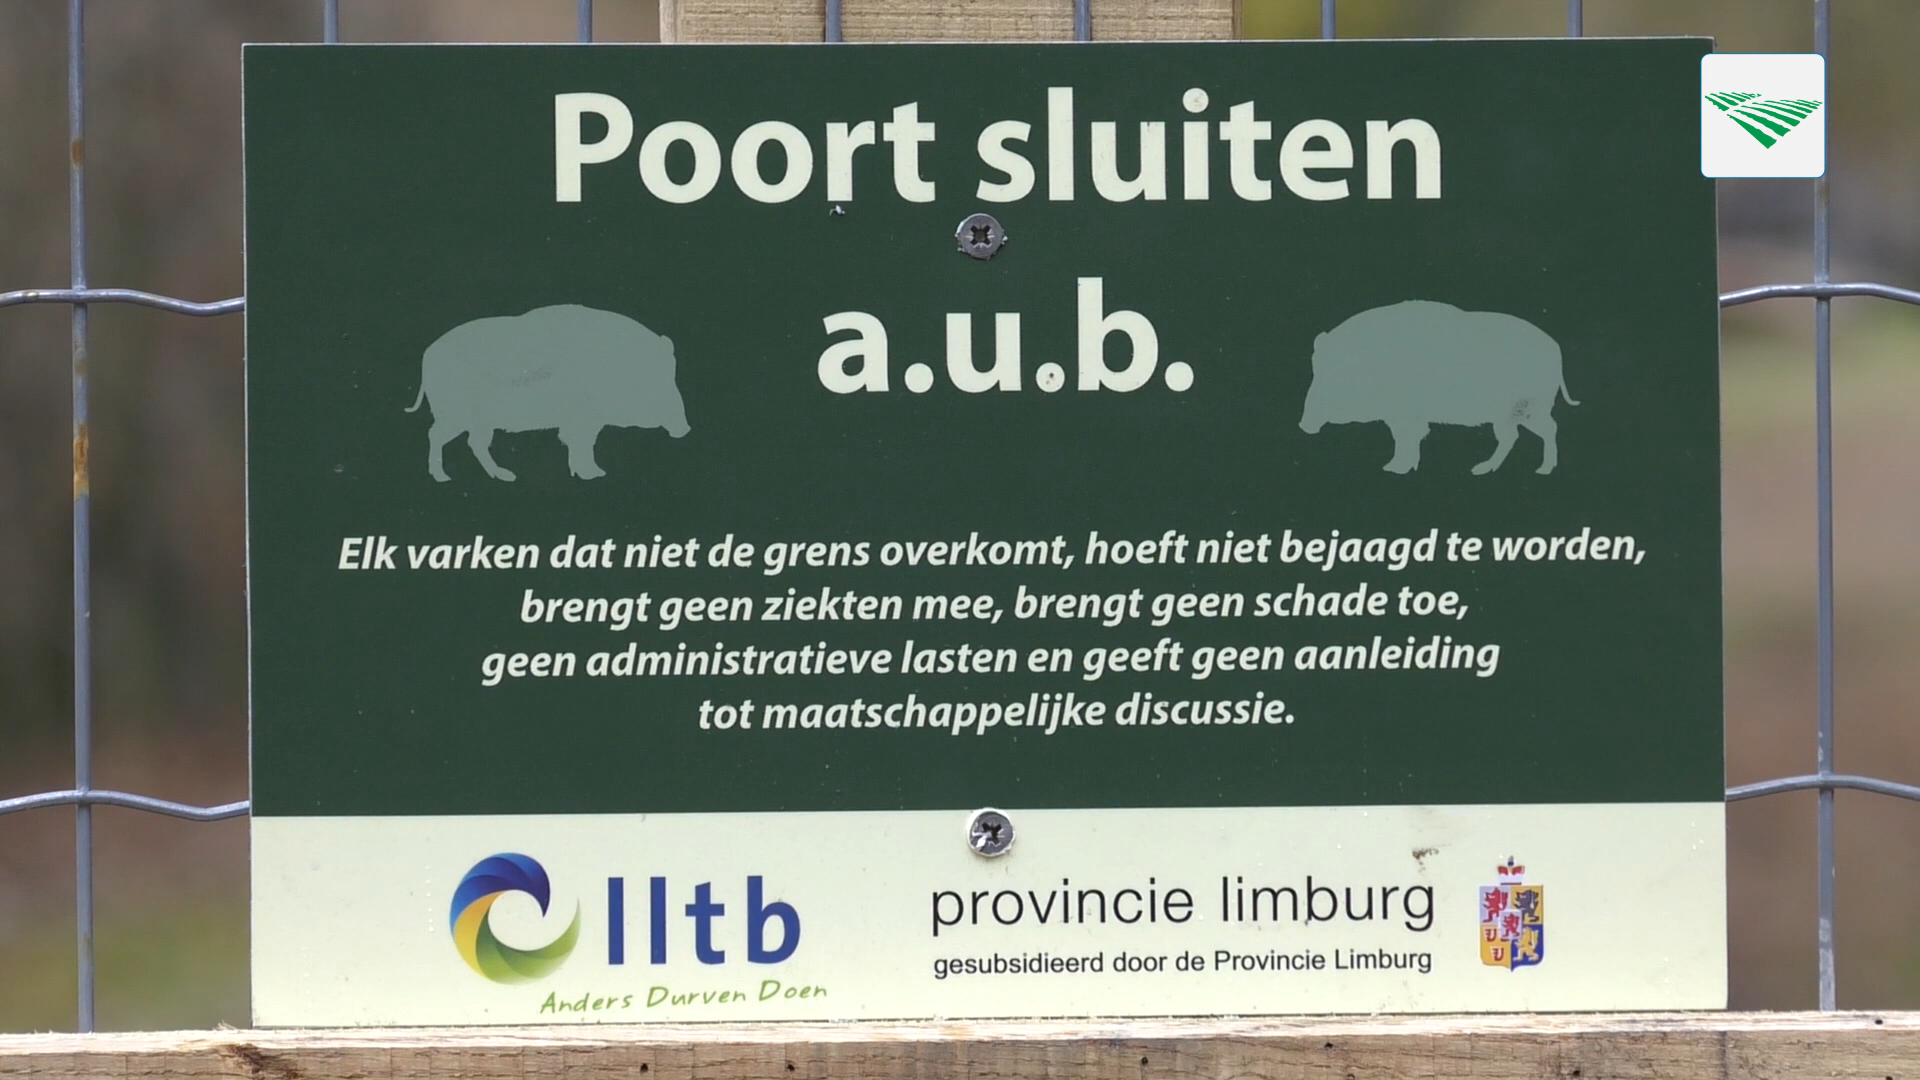 Poort sluiten
a.u.b.
Elk varken dat niet de grens overkomt, hoeft niet bejaagd te worden,
brengt geen ziekten mee, brengt geen schade toe,
geen administratieve lasten en geeft geen aanleiding
tot maatschappelijke discussie.
lltb
Anders Durven Doen
provincie limburg
gesubsidieerd door de Provincie Limburg